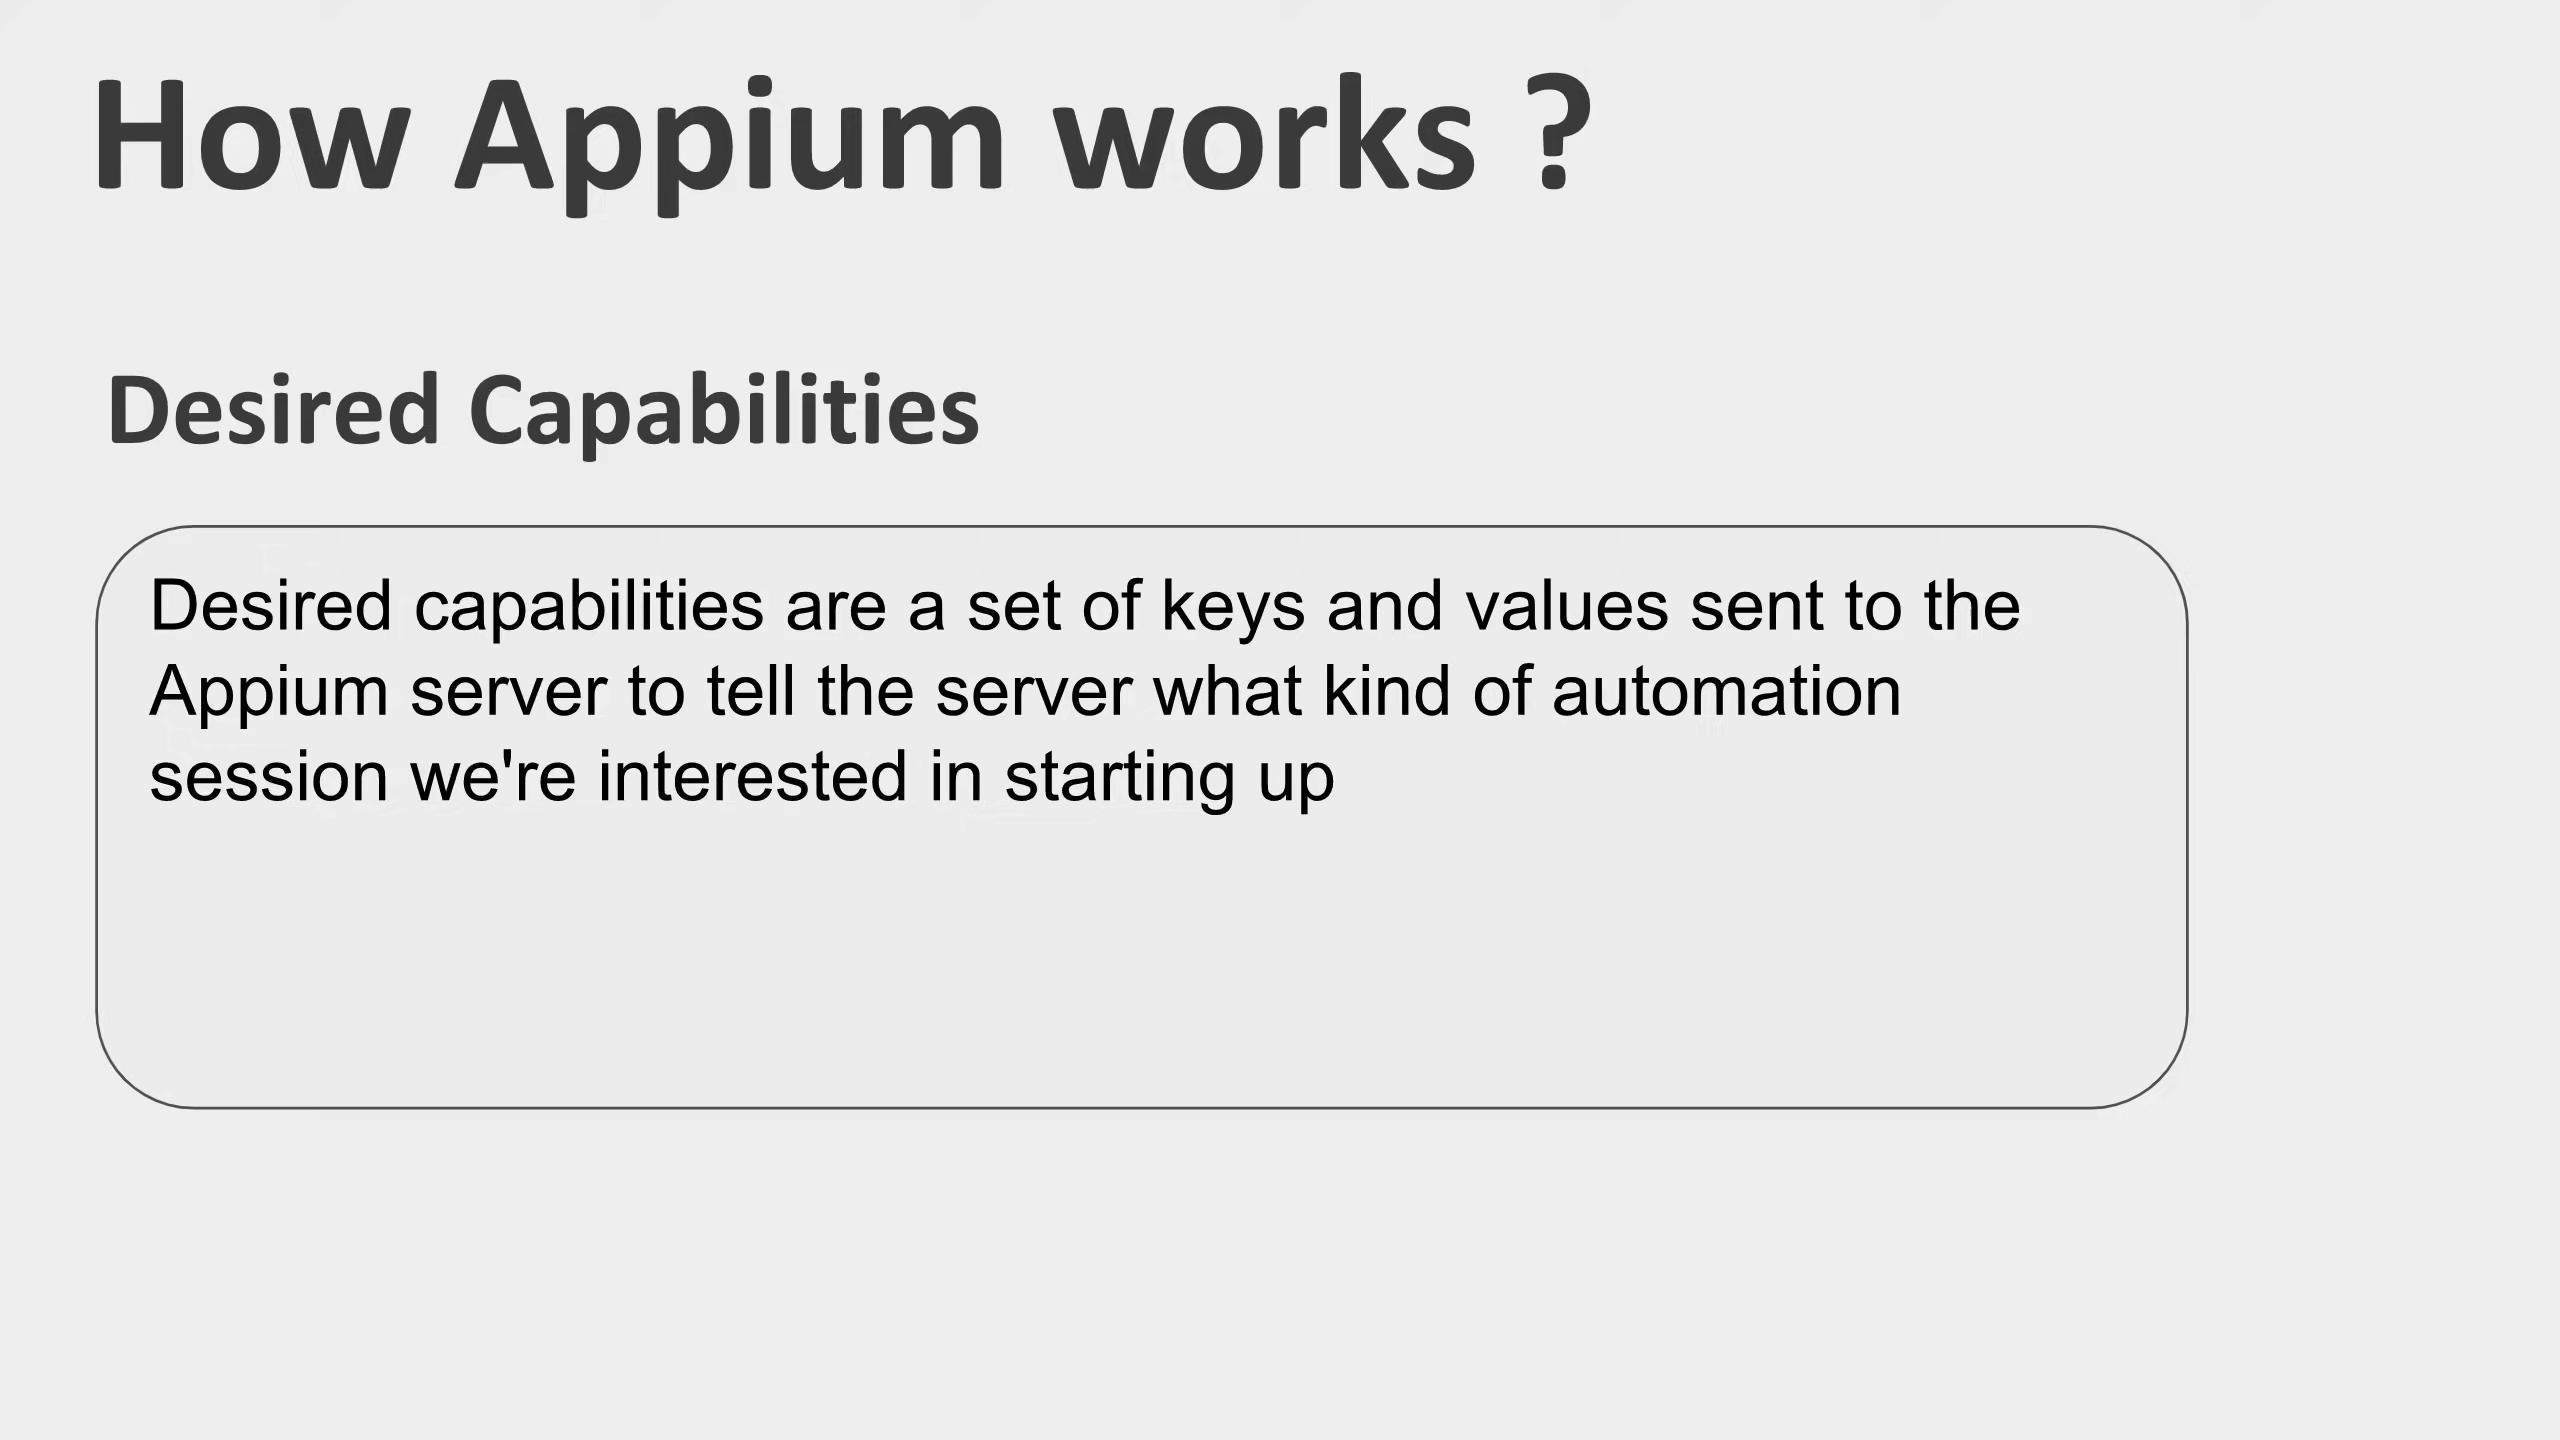 How Appium works ?
Desired Capabilities
Desired capabilities are a set of keys and values sent to the
Appium server to tell the server what kind of automation
session we're interested in starting up